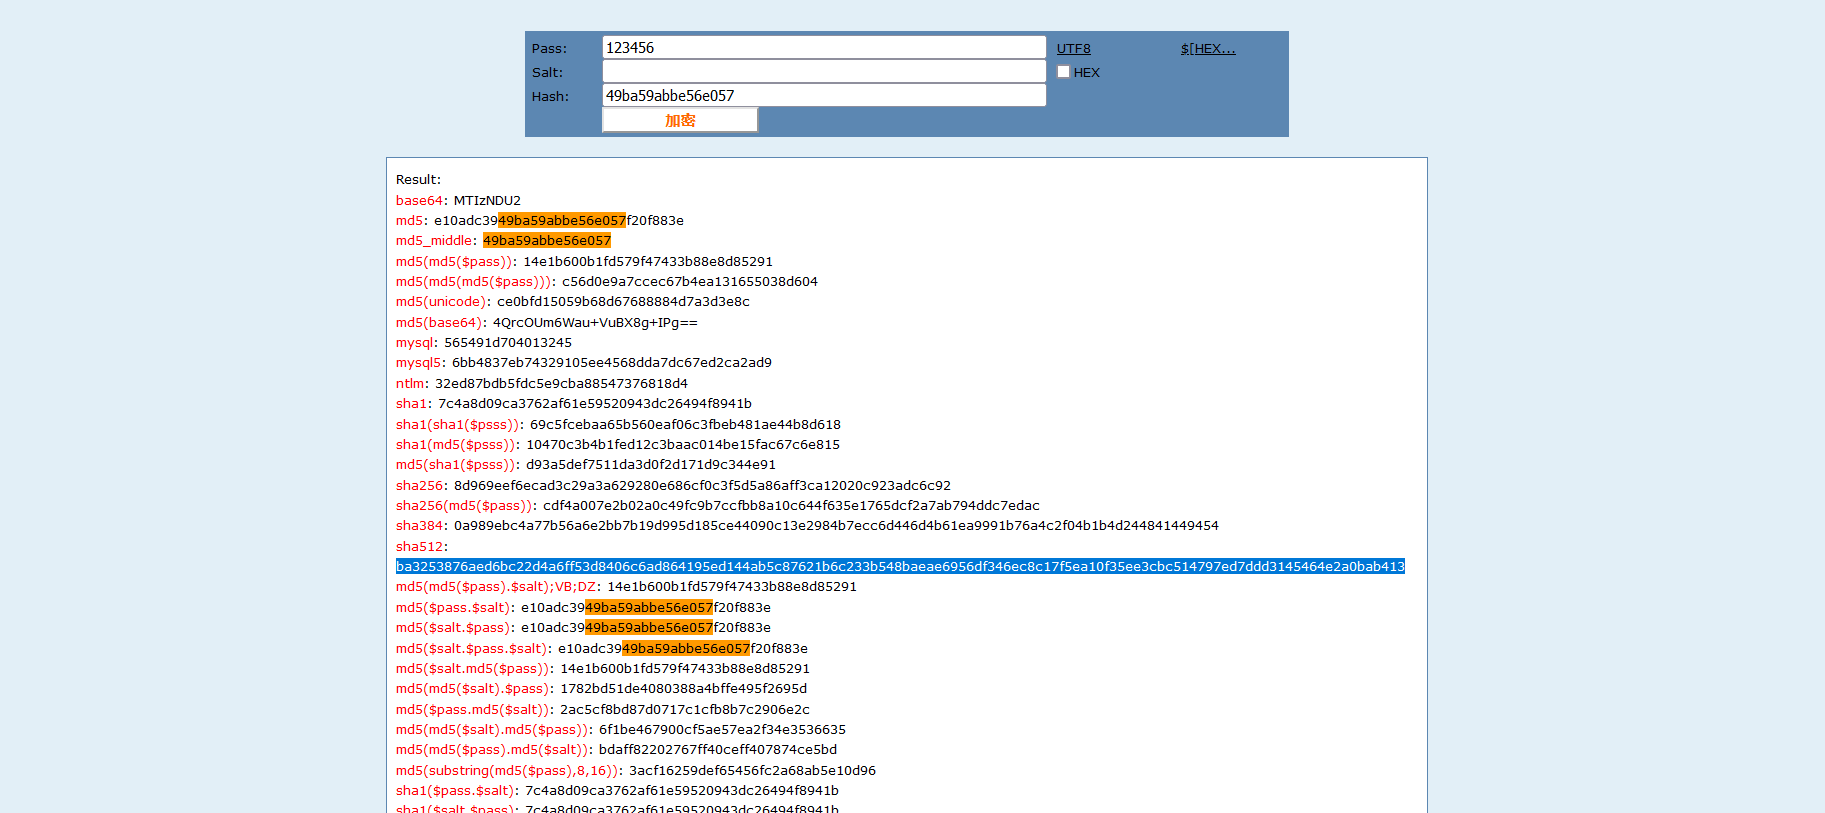 Pass: 123456 UTF8 $[HEX...
Salt: HEX
Hash: 49ba59abbe56e057
加密
Result:
base64: MTIzNDU2
md5: e10adc3949ba59abbe56e057f20f883e
md5_middle: 49ba59abbe56e057
md5(md5($pass)): 14e1b600b1fd579f47433b88e8d85291
md5(md5(md5($pass))): c56d0e9a7ccec67b4ea131655038d604
md5(unicode): ce0bfd15059b68d67688884d7a3d3e8c
md5(base64): 4QrcOUm6Wau+VuBX8g+IPg==
mysql: 565491d704013245
mysql5: 6bb4837eb74329105ee4568dda7dc67ed2ca2ad9
ntlm: 32ed87bdb5fdc5e9cba88547376818d4
sha1: 7c4a8d09ca3762af61e59520943dc26494f8941b
sha1(sha1($psss)): 69c5fcebaa65b560eaf06c3fbeb481ae44b8d618
sha1(md5($psss)): 10470c3b4b1fed12c3baac014be15fac67c6e815
md5(sha1($psss)): d93a5def7511da3d0f2d171d9c344e91
sha256: 8d969eef6ecad3c29a3a629280e686cf0c3f5d5a86aff3ca12020c923adc6c92
sha256(md5($pass)): cdf4a007e2b02a0c49fc9b7ccfbb8a10c644f635e1765dcf2a7ab794ddc7edac
sha384: 0a989ebc4a77b56a6e2bb7b19d995d185ce44090c13e2984b7ecc6d446d4b61ea9991b76a4c2f04b1b4d244841449454
sha512:
ba3253876aed6bc22d4a6ff53d8406c6ad864195ed144ab5c87621b6c233b548baeae6956df346ec8c17f5ea10f35ee3cbc514797ed7ddd3145464e2a0bab413
md5(md5($pass).$salt);VB;DZ: 14e1b600b1fd579f47433b88e8d85291
md5($pass.$salt): e10adc3949ba59abbe56e057f20f883e
md5($salt.$pass): e10adc3949ba59abbe56e057f20f883e
md5($salt.$pass.$salt): e10adc3949ba59abbe56e057f20f883e
md5($salt.md5($pass)): 14e1b600b1fd579f47433b88e8d85291
md5(md5($salt).$pass): 1782bd51de4080388a4bffe495f2695d
md5($pass.md5($salt)): 2ac5cf8bd87d0717c1cfb8b7c2906e2c
md5(md5($salt).md5($pass)): 6f1be467900cf5ae57ea2f34e3536635
md5(md5($pass).md5($salt)): bdaff82202767ff40ceff407874ce5bd
md5(substring(md5($pass),8,16)): 3acf16259def65456fc2a68ab5e10d96
sha1($pass.$salt): 7c4a8d09ca3762af61e59520943dc26494f8941b
sha1($salt.$pass): 7c4a8d09ca3762af61e59520943dc26494f8941b